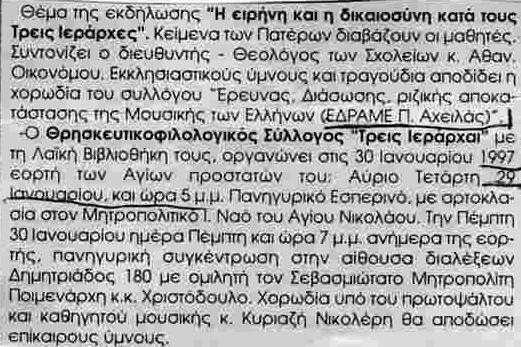 Θέμα της εκδήλωσης "Η ειρήνη και η δικαιοσύνη κατά τους
Τρεις Ιεράρχες". Κείμενα των Πατέρων διαβάζουν οι μαθητές.
Συντονίζει ο διευθυντής - Θεολόγος των Σχολείων κ. Αθαν.
Οικονόμου. Εκκλησιαστικούς ύμνους και τραγούδια αποδίδει η
χορωδία του συλλόγου "Έρευνας, Διάσωσης, ριζικής αποκα-
τάστασης της Μουσικής των Ελλήνων (ΕΔΡΑΜΕ Π. Αχειλάς)".
-Ο Θρησκευτικοφιλολογικός Σύλλογος "Τρεις Ιεράρχαι" με
τη Λαϊκή Βιβλιοθήκη τους, οργανώνει στις 30 Ιανουαρίου 1997
εορτή των Αγίων προστατών του: Αύριο Τετάρτη 29
Ιανουαρίου, και ώρα 5 μ.μ. Πανηγυρικό Εσπερινό, με αρτοκλα-
σία στον Μητροπολιτικό Ι. Ναό του Αγίου Νικολάου. Την Πέμπτη
30 Ιανουαρίου ημέρα Πέμπτη και ώρα 7 μ.μ. ανήμερα της εορ-
τής, πανηγυρική συγκέντρωση στην αίθουσα διαλέξεων
Δημητριάδος 180 με ομιλητή τον Σεβασμιώτατο Μητροπολίτη
Ποιμενάρχη κ.κ. Χριστόδουλο. Χορωδία υπό του πρωτοψάλτου
και καθηγητού μουσικής κ. Κυριαζή Νικολέρη θα αποδώσει
επίκαιρους ύμνους.